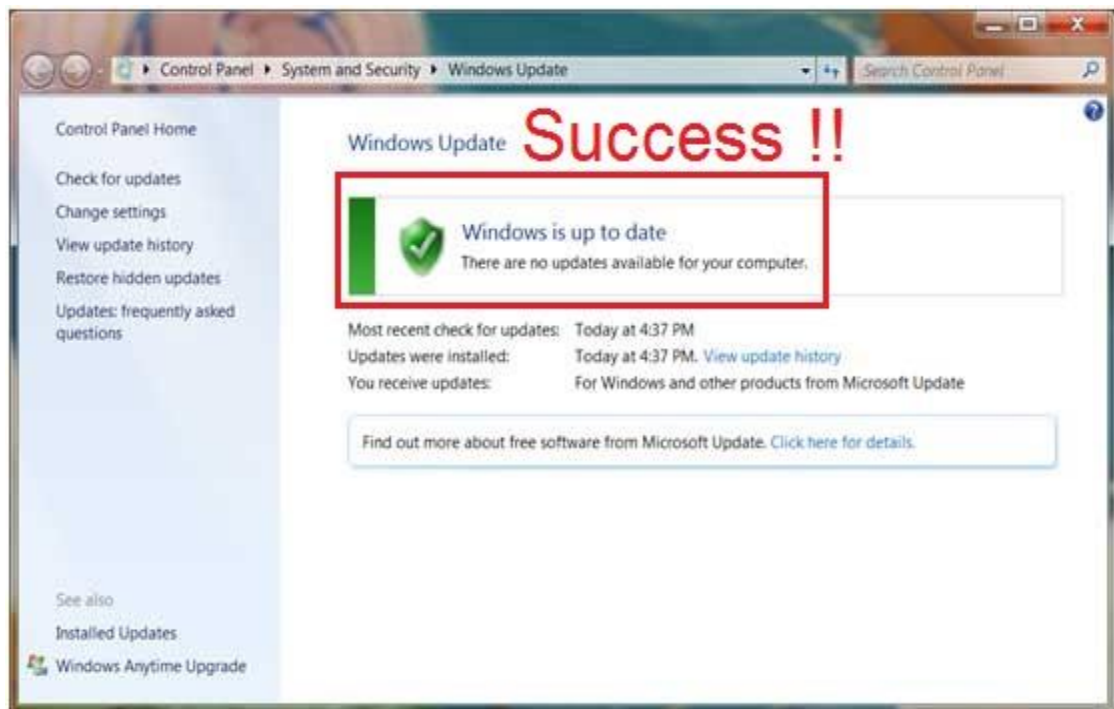 Control Panel ▸ System and Security ▸ Windows Update
Search Control Panel
Control Panel Home
Check for updates
Change settings
View update history
Restore hidden updates
Updates: frequently asked
questions
See also
Installed Updates
Windows Anytime Upgrade
Windows Update
Success !!
Windows is up to date
There are no updates available for your computer.
Most recent check for updates: Today at 4:37 PM
Updates were installed: Today at 4:37 PM. View update history
You receive updates: For Windows and other products from Microsoft Update
Find out more about free software from Microsoft Update. Click here for details.